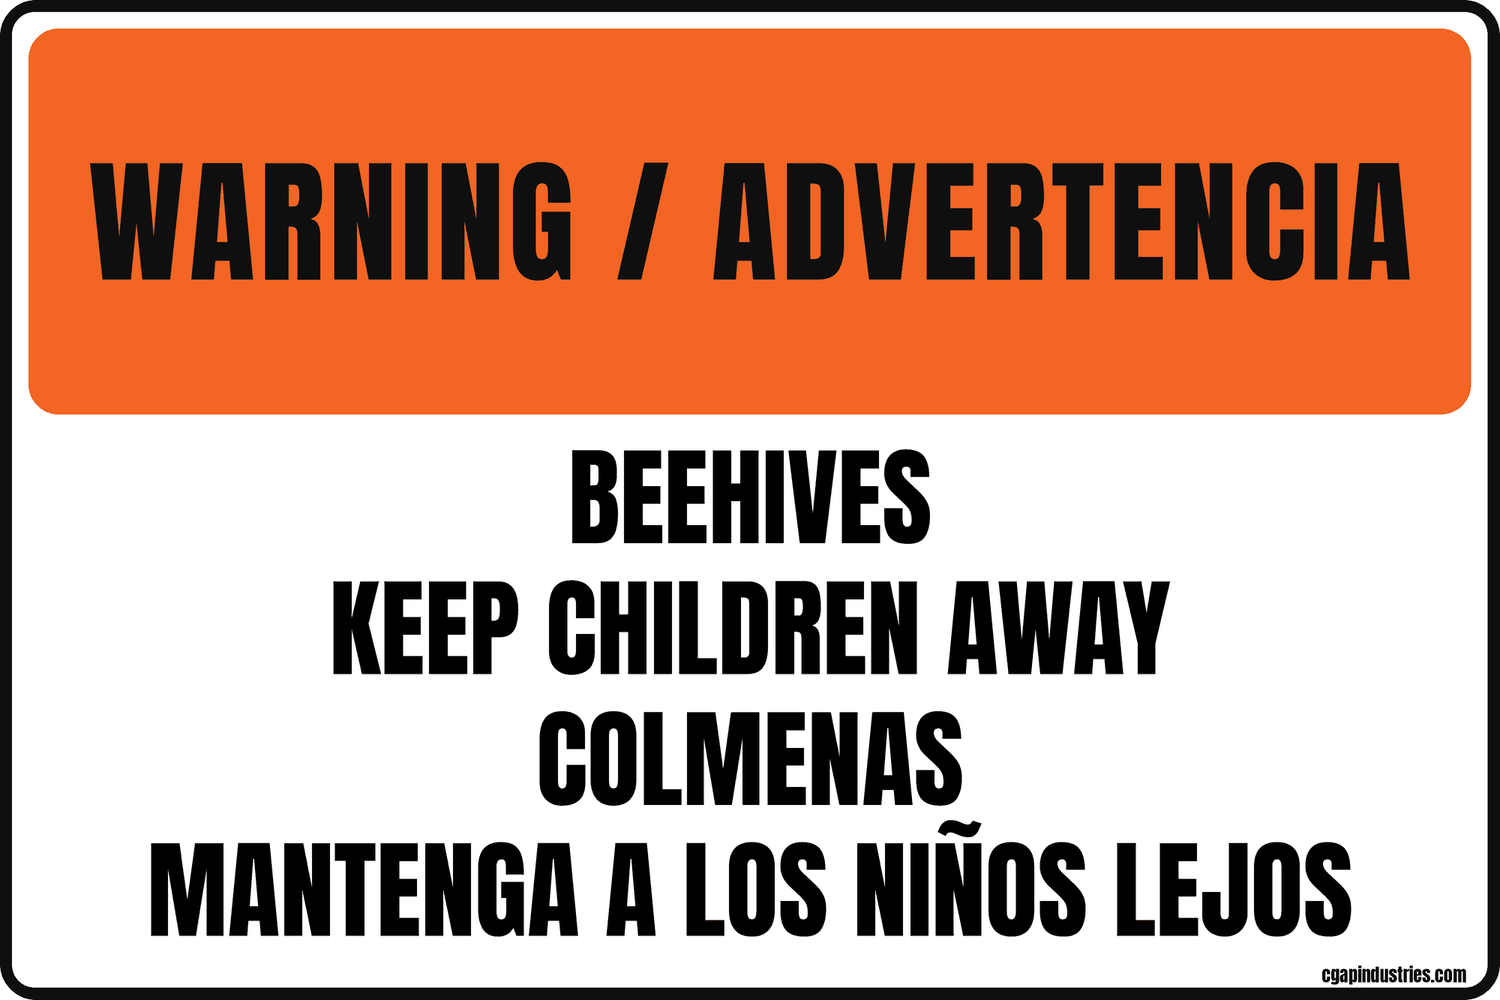 WARNING / ADVERTENCIA
BEEHIVES
KEEP CHILDREN AWAY
COLMENAS
MANTENGA A LOS NIÑOS LEJOS
cgapindustries.com